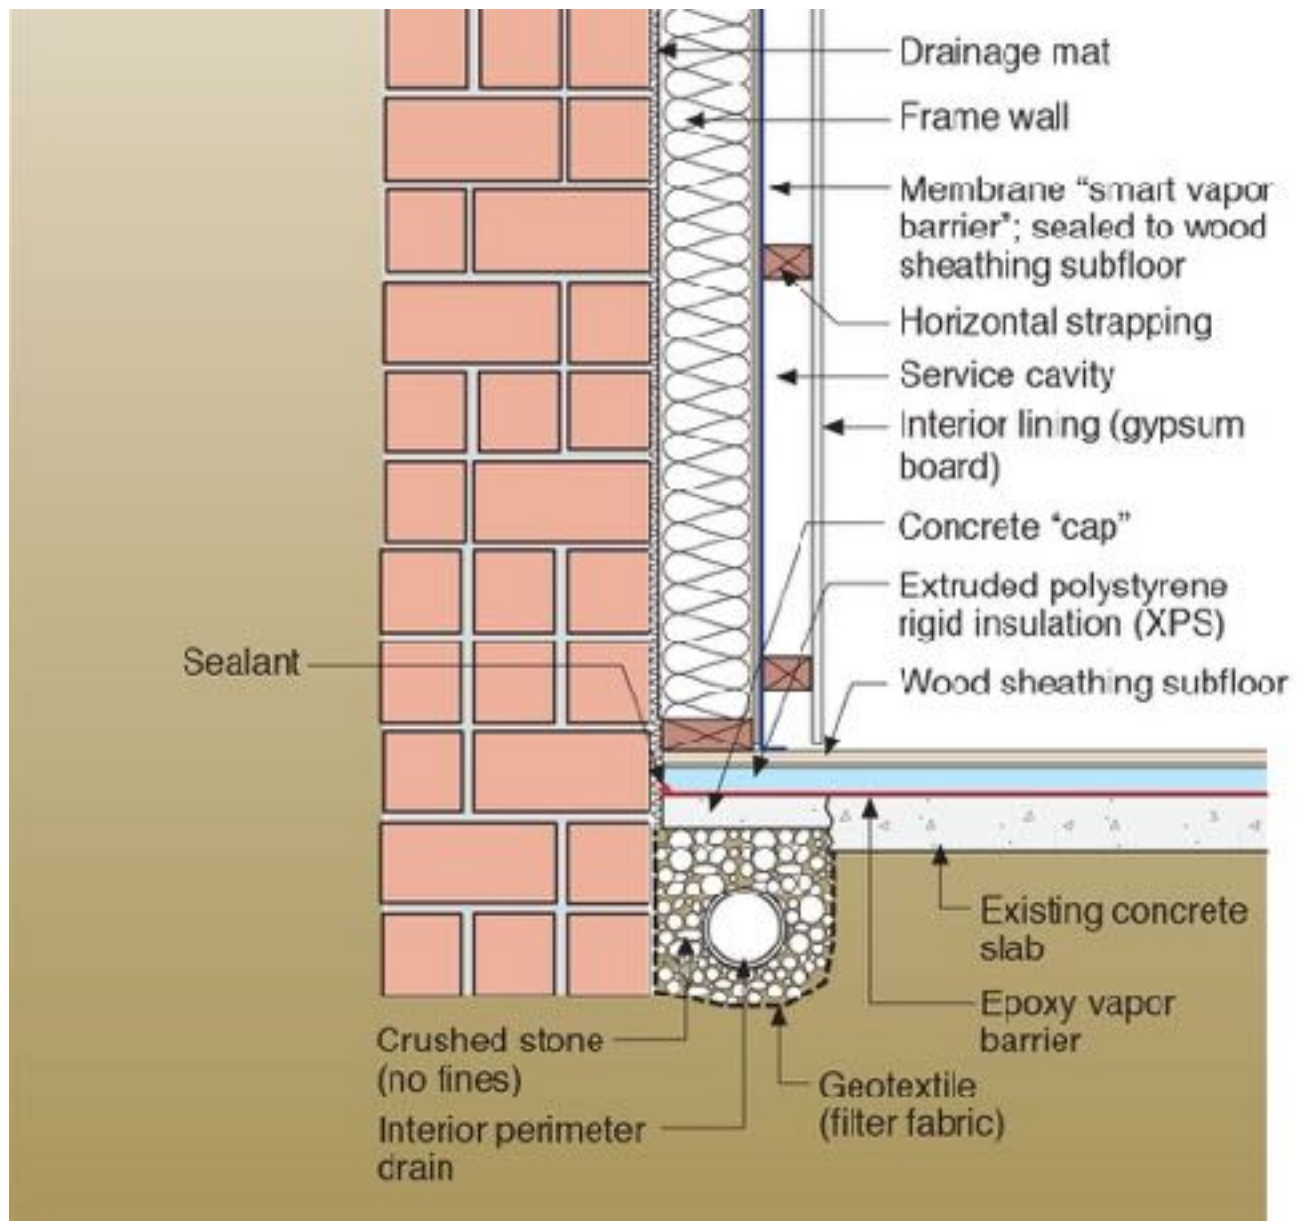 Drainage mat
Frame wall
Membrane “smart vapor
barrier”; sealed to wood
sheathing subfloor
Horizontal strapping
Service cavity
Interior lining (gypsum
board)
Concrete “cap”
Extruded polystyrene
rigid insulation (XPS)
Sealant
Wood sheathing subfloor
Existing concrete
slab
Epoxy vapor
barrier
Crushed stone
(no fines)
Geotextile
(filter fabric)
Interior perimeter
drain